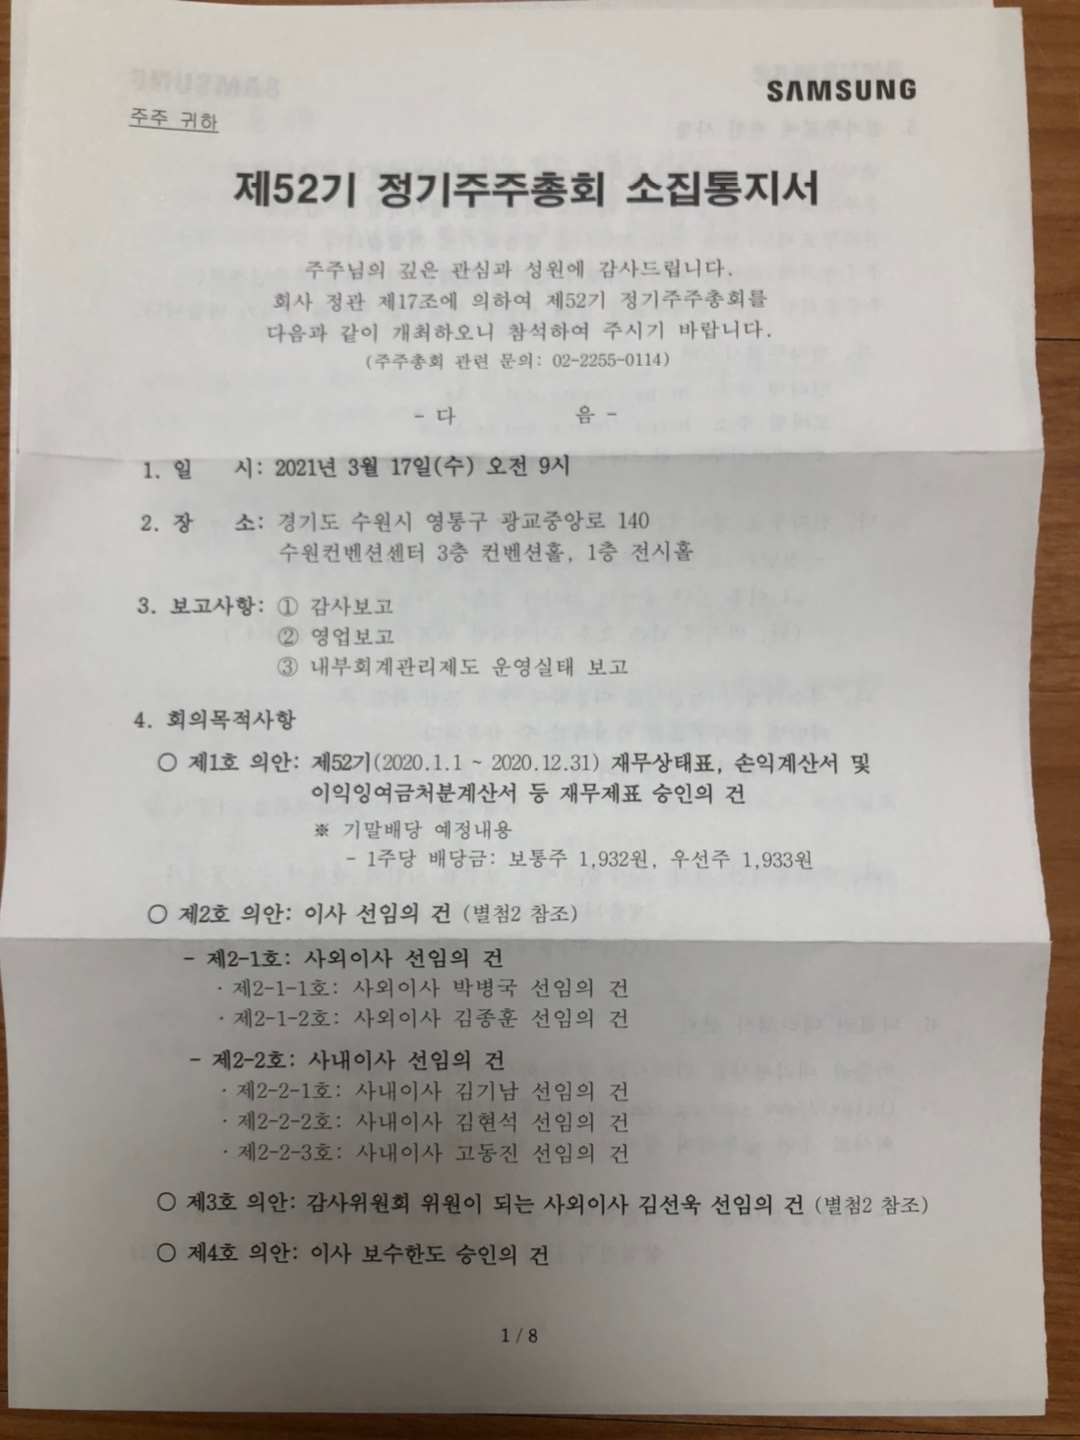 SAMSUNG
주주 귀하
제52기 정기주주총회 소집통지서
주주님의 깊은 관심과 성원에 감사드립니다.
회사 정관 제17조에 의하여 제52기 정기주주총회를
다음과 같이 개최하오니 참석하여 주시기 바랍니다.
(주주총회 관련 문의: 02-2255-0114)
- 다 음 -
1. 일 시: 2021년 3월 17일(수) 오전 9시
2. 장 소: 경기도 수원시 영통구 광교중앙로 140
수원컨벤션센터 3층 컨벤션홀, 1층 전시홀
3. 보고사항: ① 감사보고
② 영업보고
③ 내부회계관리제도 운영실태 보고
4. 회의목적사항
○ 제1호 의안: 제52기(2020.1.1 ~ 2020.12.31) 재무상태표, 손익계산서 및
이익잉여금처분계산서 등 재무제표 승인의 건
※ 기말배당 예정내용
- 1주당 배당금: 보통주 1,932원, 우선주 1,933원
○ 제2호 의안: 이사 선임의 건 (별첨2 참조)
- 제2-1호: 사외이사 선임의 건
· 제2-1-1호: 사외이사 박병국 선임의 건
· 제2-1-2호: 사외이사 김종훈 선임의 건
- 제2-2호: 사내이사 선임의 건
· 제2-2-1호: 사내이사 김기남 선임의 건
· 제2-2-2호: 사내이사 김현석 선임의 건
· 제2-2-3호: 사내이사 고동진 선임의 건
○ 제3호 의안: 감사위원회 위원이 되는 사외이사 김선욱 선임의 건 (별첨2 참조)
○ 제4호 의안: 이사 보수한도 승인의 건
1 / 8